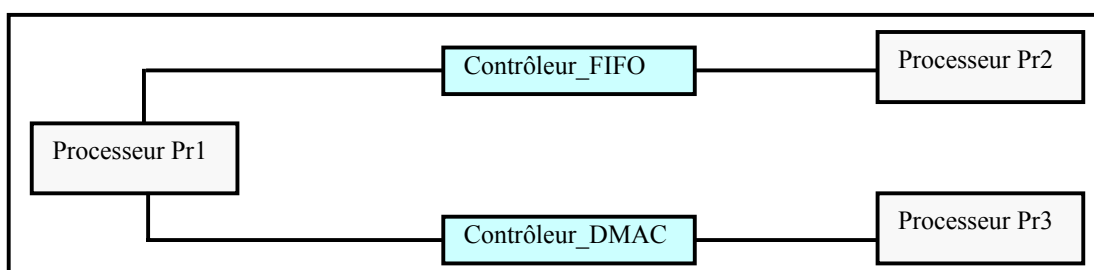 Contrôleur_FIFO
Processeur Pr2
Processeur Pr1
Contrôleur_DMAC
Processeur Pr3